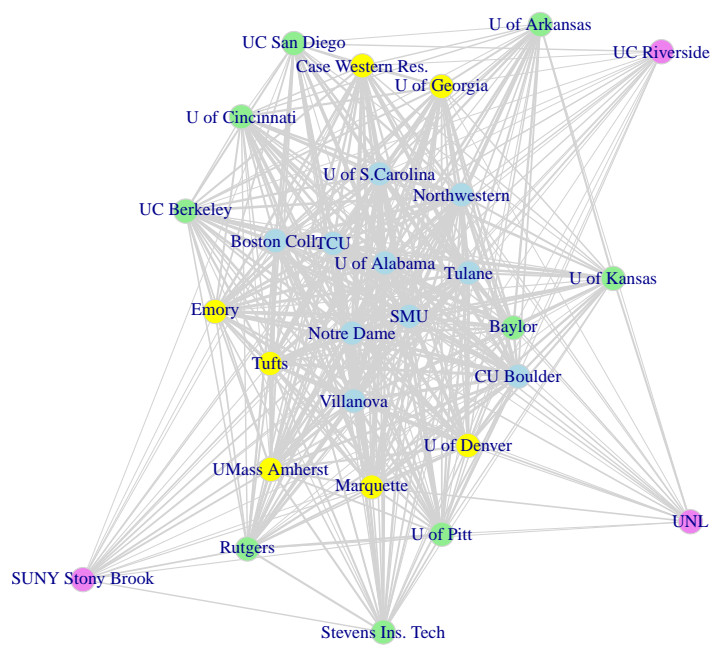 U of Arkansas
UC San Diego
UC Riverside
Case Western Res.
U of Georgia
U of Cincinnati
U of S.Carolina
Northwestern
UC Berkeley
Boston Coll.
TCU
U of Alabama
Tulane
U of Kansas
Emory
SMU
Baylor
Notre Dame
Tufts
CU Boulder
Villanova
U of Denver
UMass Amherst
Marquette
UNL
U of Pitt
Rutgers
SUNY Stony Brook
Stevens Ins. Tech